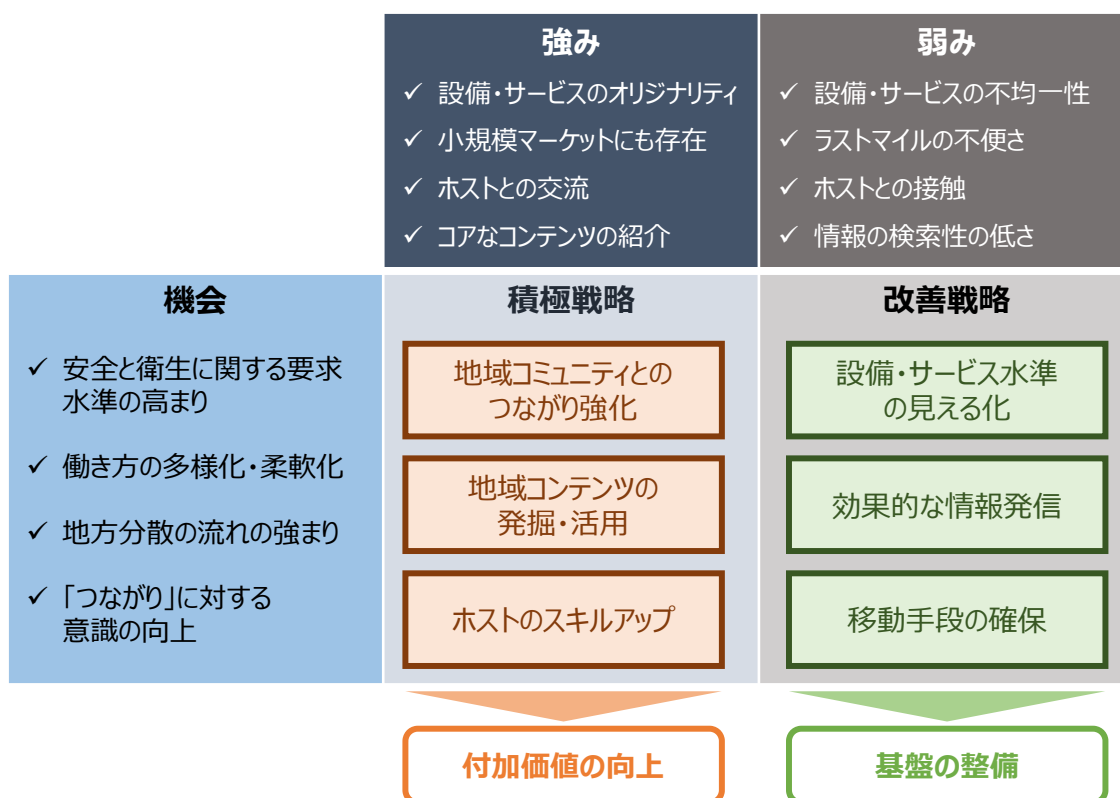 強み
✓ 設備・サービスのオリジナリティ
✓ 小規模マーケットにも存在
✓ ホストとの交流
✓ コアなコンテンツの紹介
弱み
✓ 設備・サービスの不均一性
✓ ラストマイルの不便さ
✓ ホストとの接触
✓ 情報の検索性の低さ
機会
✓ 安全と衛生に関する要求
水準の高まり
✓ 働き方の多様化・柔軟化
✓ 地方分散の流れの強まり
✓ 「つながり」に対する
意識の向上
積極戦略
地域コミュニティとの
つながり強化
地域コンテンツの
発掘・活用
ホストのスキルアップ
付加価値の向上
改善戦略
設備・サービス水準
の見える化
効果的な情報発信
移動手段の確保
基盤の整備